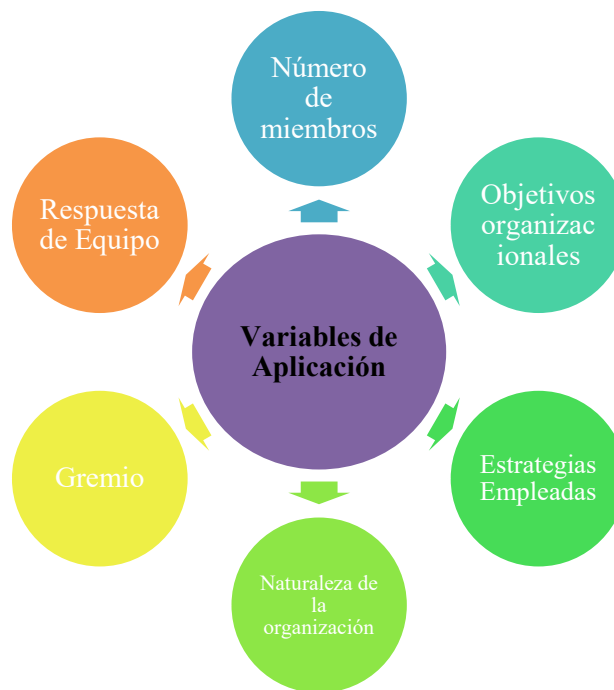 Número
de
miembros
Objetivos
organizac
ionales
Estrategias
Empleadas
Naturaleza de
la
organización
Gremio
Respuesta
de Equipo
Variables de
Aplicación